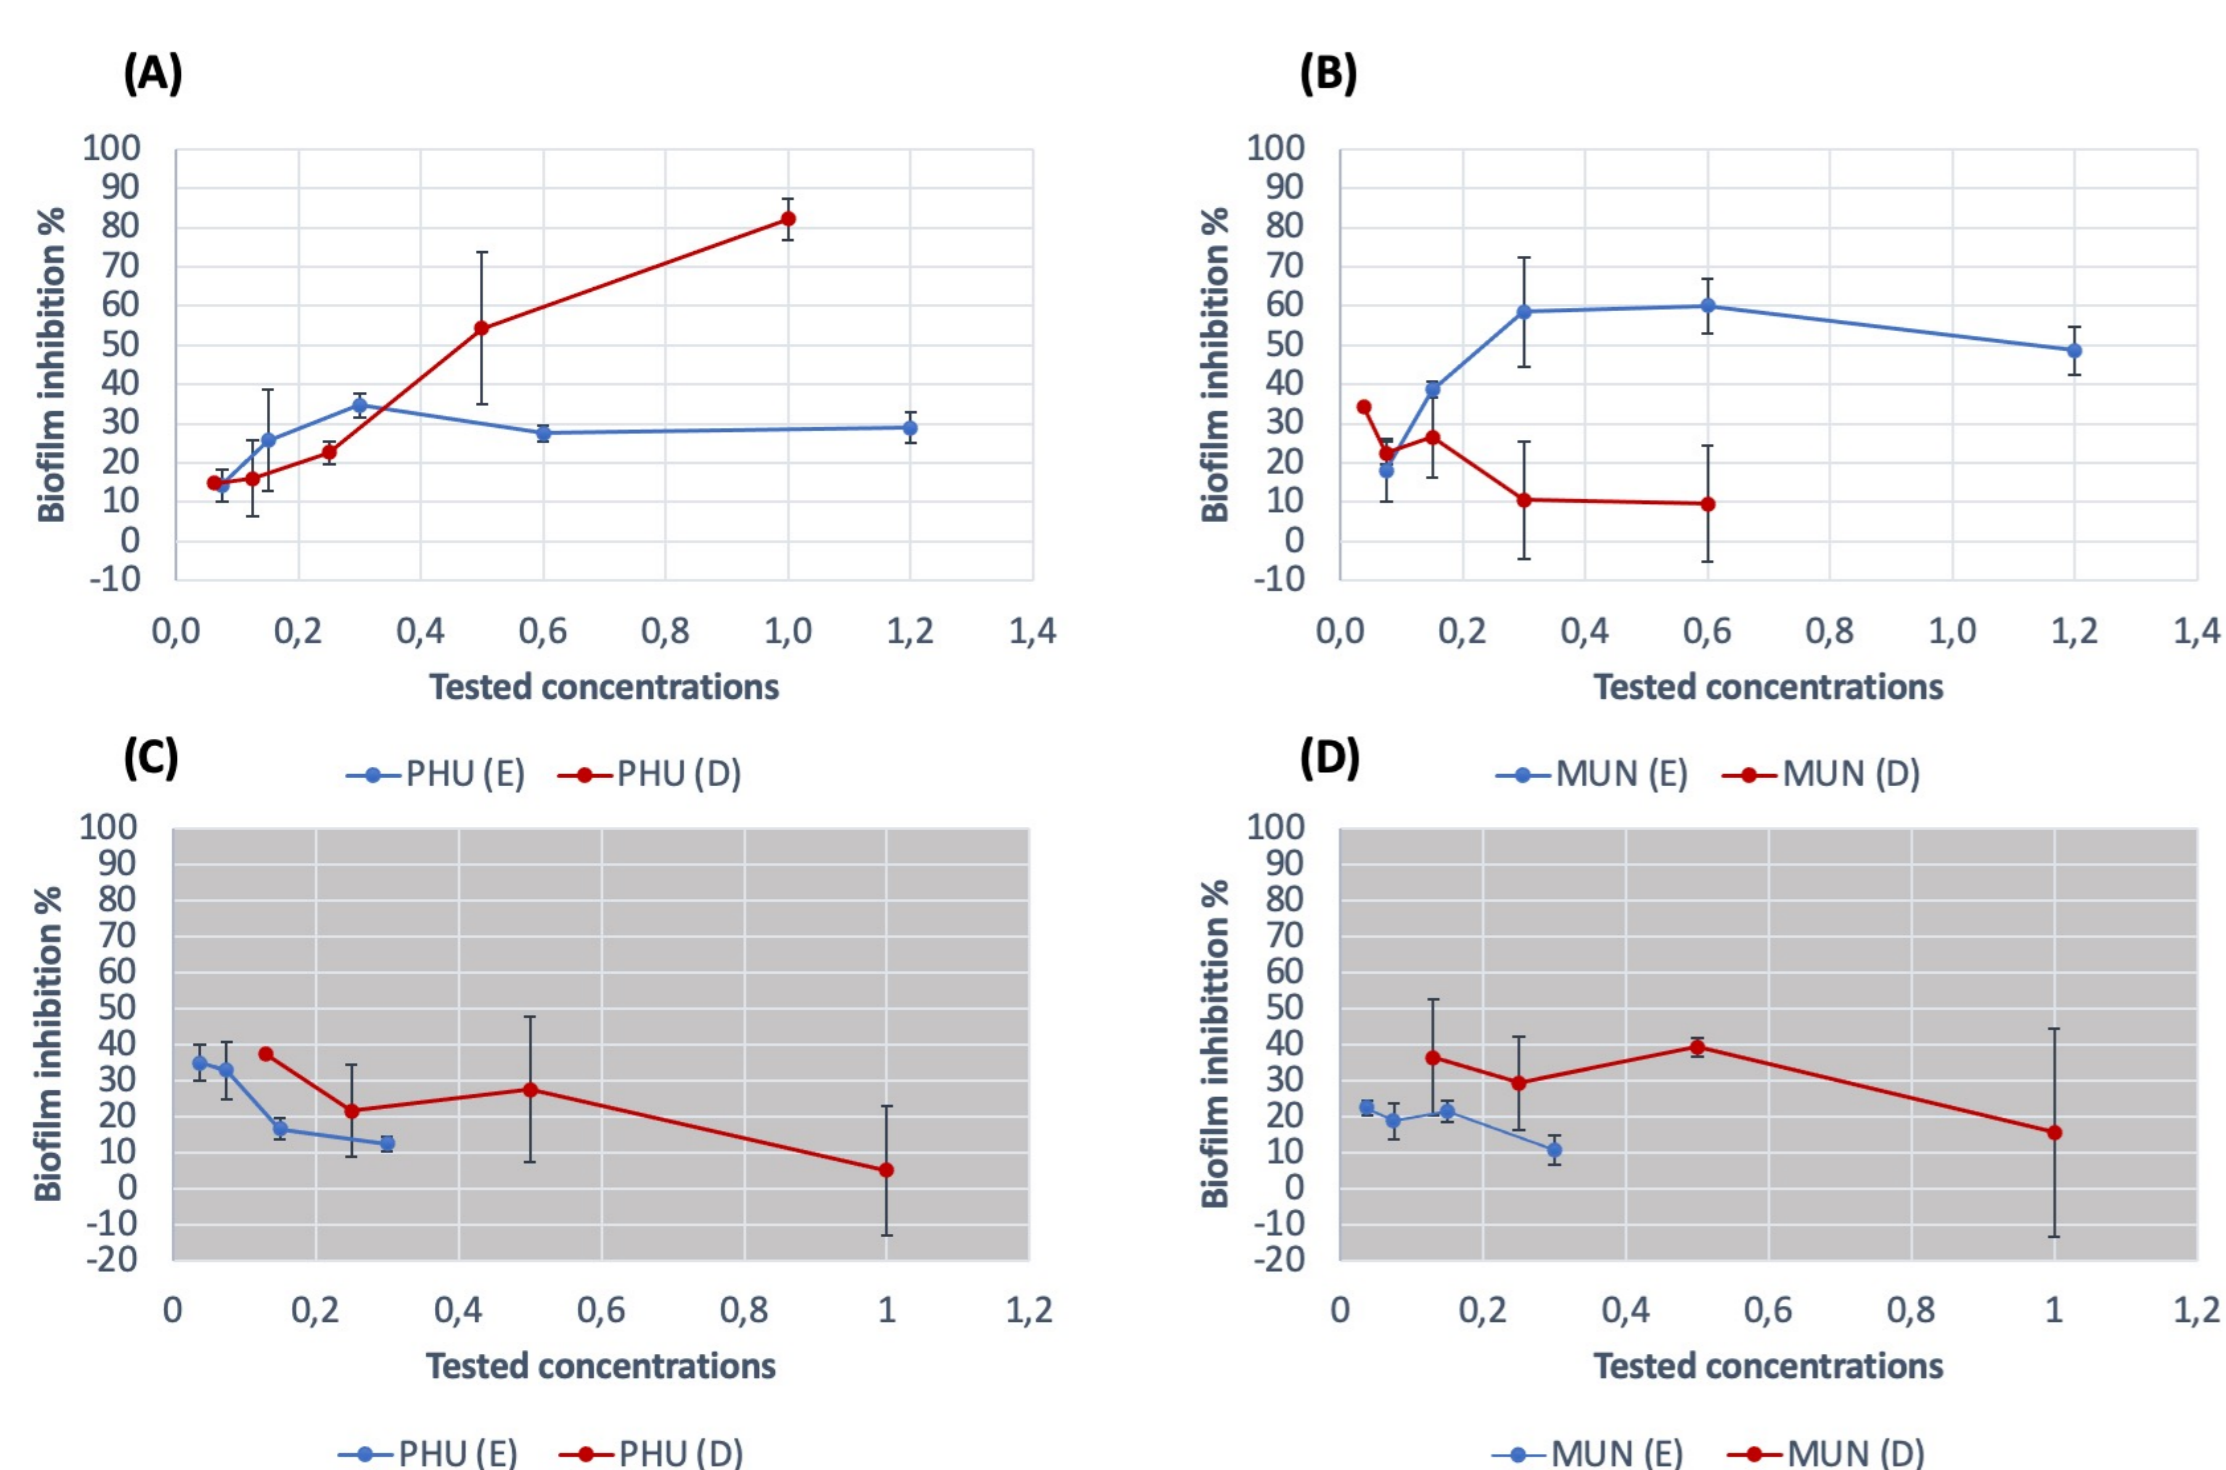 (A)
Biofilm inhibition %
100
90
80
70
60
50
40
30
20
10
0
-10
0,0 0,2 0,4 0,6 0,8 1,0 1,2 1,4
Tested concentrations
PHU (E) PHU (D)
(B)
Biofilm inhibition %
100
90
80
70
60
50
40
30
20
10
0
-10
0,0 0,2 0,4 0,6 0,8 1,0 1,2 1,4
Tested concentrations
MUN (E) MUN (D)
(C)
Biofilm inhibition %
100
90
80
70
60
50
40
30
20
10
0
-10
-20
0 0,2 0,4 0,6 0,8 1 1,2
Tested concentrations
PHU (E) PHU (D)
(D)
Biofilm inhibition %
100
90
80
70
60
50
40
30
20
10
0
-10
-20
0 0,2 0,4 0,6 0,8 1 1,2
Tested concentrations
MUN (E) MUN (D)